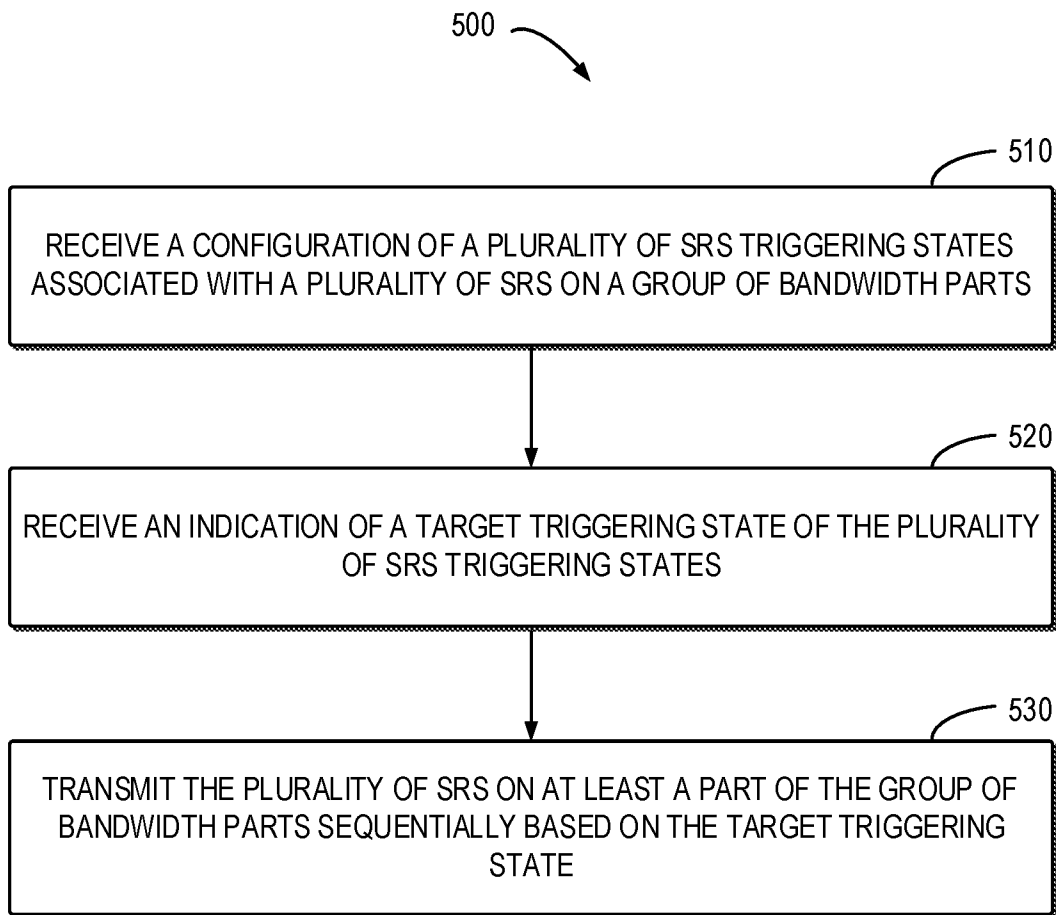 500
510
RECEIVE A CONFIGURATION OF A PLURALITY OF SRS TRIGGERING STATES
ASSOCIATED WITH A PLURALITY OF SRS ON A GROUP OF BANDWIDTH PARTS
520
RECEIVE AN INDICATION OF A TARGET TRIGGERING STATE OF THE PLURALITY
OF SRS TRIGGERING STATES
530
TRANSMIT THE PLURALITY OF SRS ON AT LEAST A PART OF THE GROUP OF
BANDWIDTH PARTS SEQUENTIALLY BASED ON THE TARGET TRIGGERING
STATE